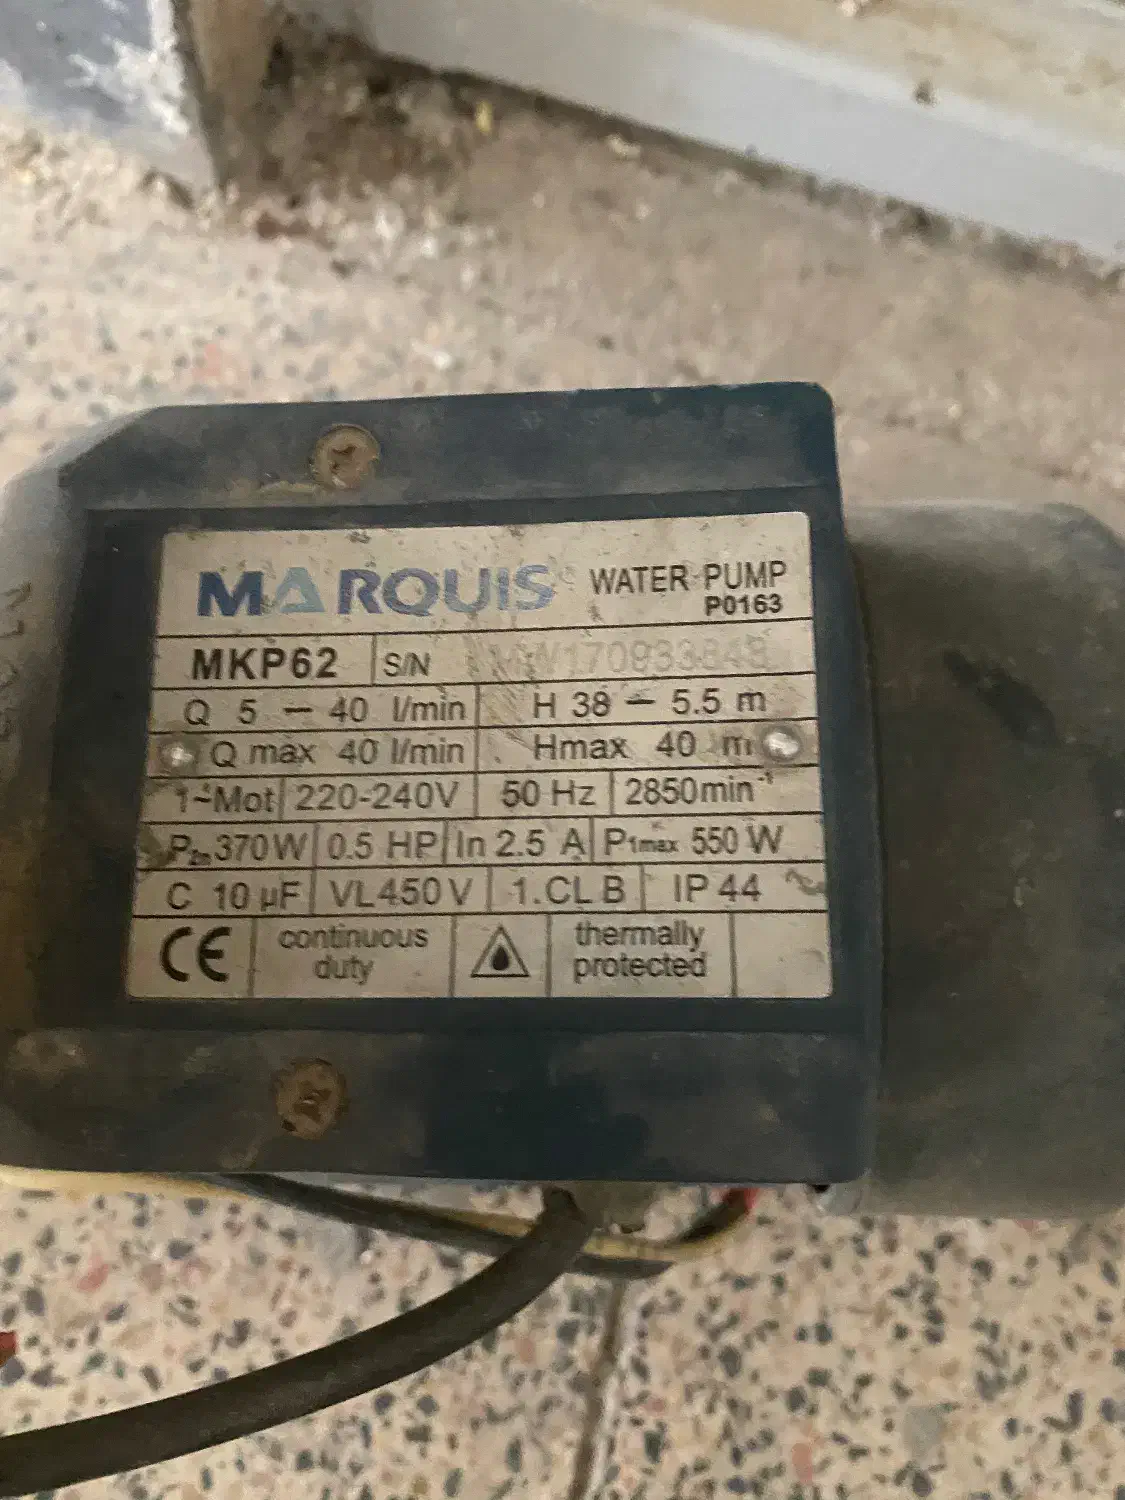 MARQUIS WATER PUMP
P0163
MKP62 S/N
Q 5 — 40 l/min H 38 — 5.5 m
Q max 40 l/min Hmax 40 m
1~Mot 220-240V 50 Hz 2850min⁻¹
P2n 370W 0.5 HP In 2.5 A P1max 550 W
C 10 µF VL450V 1.CL B IP 44
CE continuous duty thermally protected